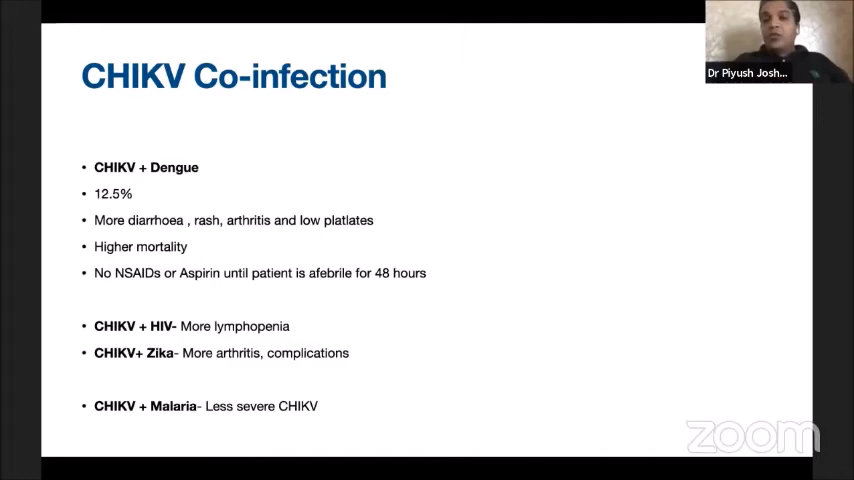 CHIKV Co-infection
Dr Piyush Josh...
• CHIKV + Dengue
• 12.5%
• More diarrhoea , rash, arthritis and low platlates
• Higher mortality
• No NSAIDs or Aspirin until patient is afebrile for 48 hours
• CHIKV + HIV- More lymphopenia
• CHIKV+ Zika- More arthritis, complications
• CHIKV + Malaria- Less severe CHIKV
zoom